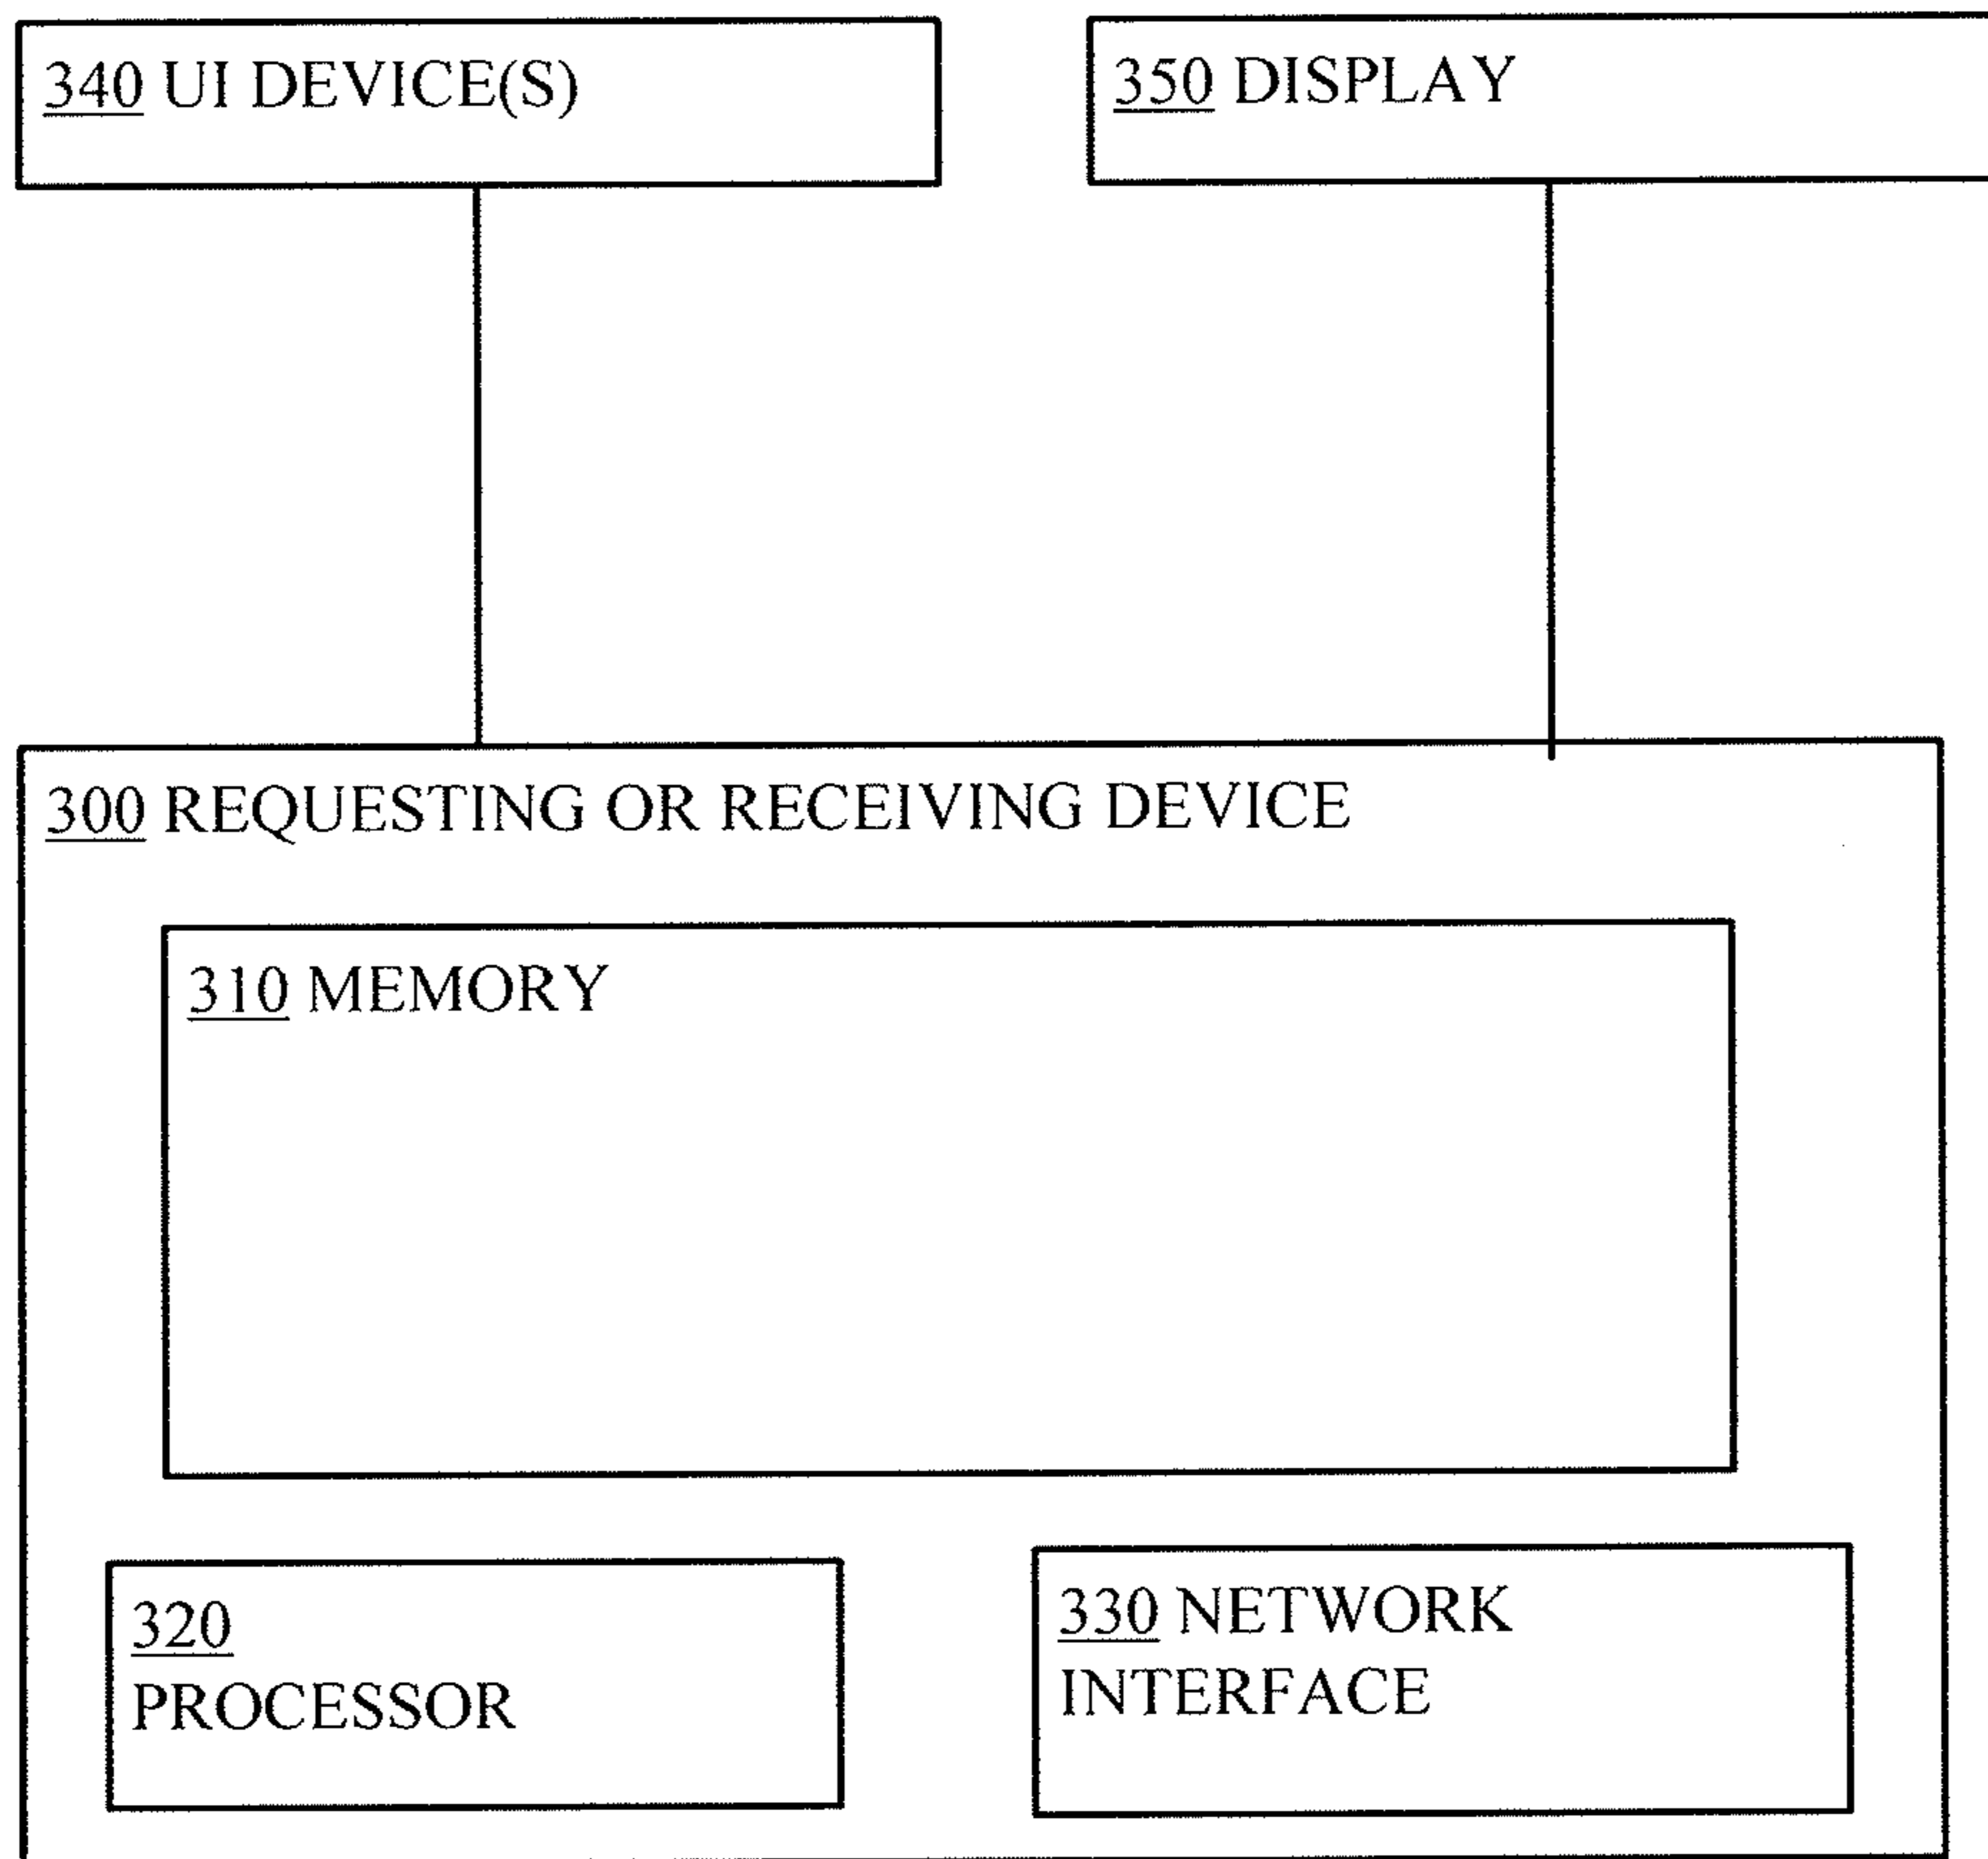 340 UI DEVICE(S)
350 DISPLAY
300 REQUESTING OR RECEIVING DEVICE
310 MEMORY
320
PROCESSOR
330 NETWORK
INTERFACE